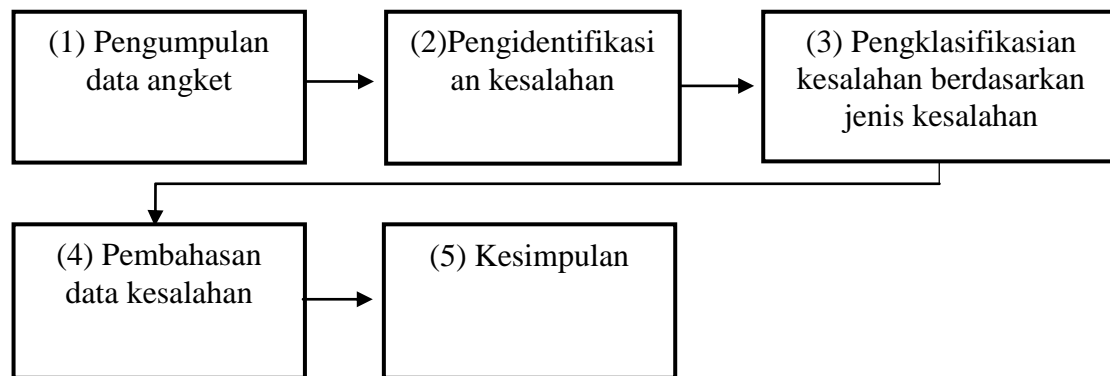 (1) Pengumpulan
data angket
(2)Pengidentifikasi
an kesalahan
(3) Pengklasifikasian
kesalahan berdasarkan
jenis kesalahan
(4) Pembahasan
data kesalahan
(5) Kesimpulan